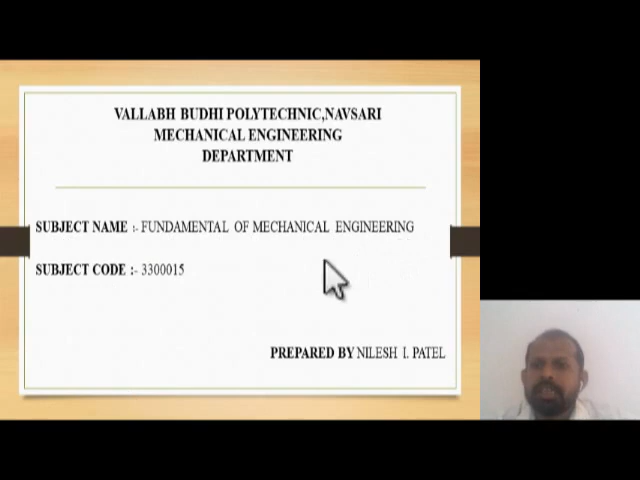 VALLABH BUDHI POLYTECHNIC,NAVSARI
MECHANICAL ENGINEERING
DEPARTMENT
SUBJECT NAME :- FUNDAMENTAL OF MECHANICAL ENGINEERING
SUBJECT CODE :- 3300015
PREPARED BY NILESH I. PATEL